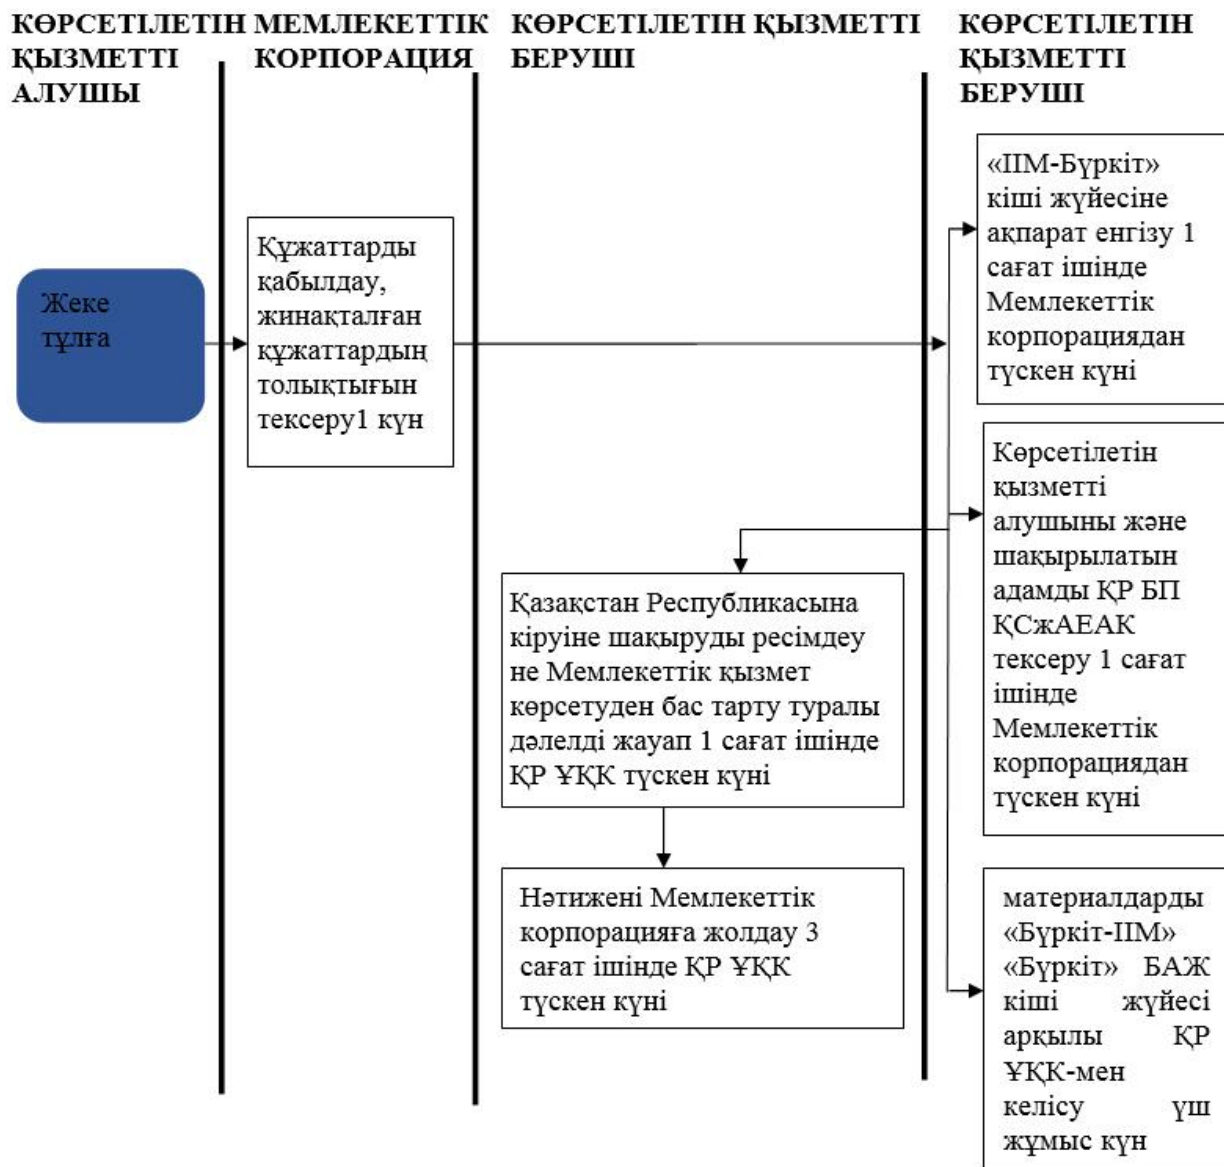 КӨРСЕТІЛЕТІН
ҚЫЗМЕТТІ
АЛУШЫ
МЕМЛЕКЕТТІК
КОРПОРАЦИЯ
КӨРСЕТІЛЕТІН ҚЫЗМЕТТІ
БЕРУШІ
КӨРСЕТІЛЕТІН
ҚЫЗМЕТТІ
БЕРУШІ
Жеке
тұлға
Құжаттарды
қабылдау,
жинақталған
құжаттардың
толықтығын
тексеру1 күн
«ІІМ-Бүркіт»
кіші жүйесіне
ақпарат енгізу 1
сағат ішінде
Мемлекеттік
корпорациядан
түскен күні
Көрсетілетін
қызметті
алушыны және
шақырылатын
адамды ҚР БП
ҚСжАЕАК
тексеру 1 сағат
ішінде
Мемлекеттік
корпорациядан
түскен күні
Қазақстан Республикасына
кіруіне шақыруды ресімдеу
не Мемлекеттік қызмет
көрсетуден бас тарту туралы
дәлелді жауап 1 сағат ішінде
ҚР ҰҚК түскен күні
Нәтижені Мемлекеттік
корпорацияға жолдау 3
сағат ішінде ҚР ҰҚК
түскен күні
материалдарды
«Бүркіт-ІІМ»
«Бүркіт» БАЖ
кіші жүйесі
арқылы ҚР
ҰҚК-мен
келісу үш
жұмыс күн